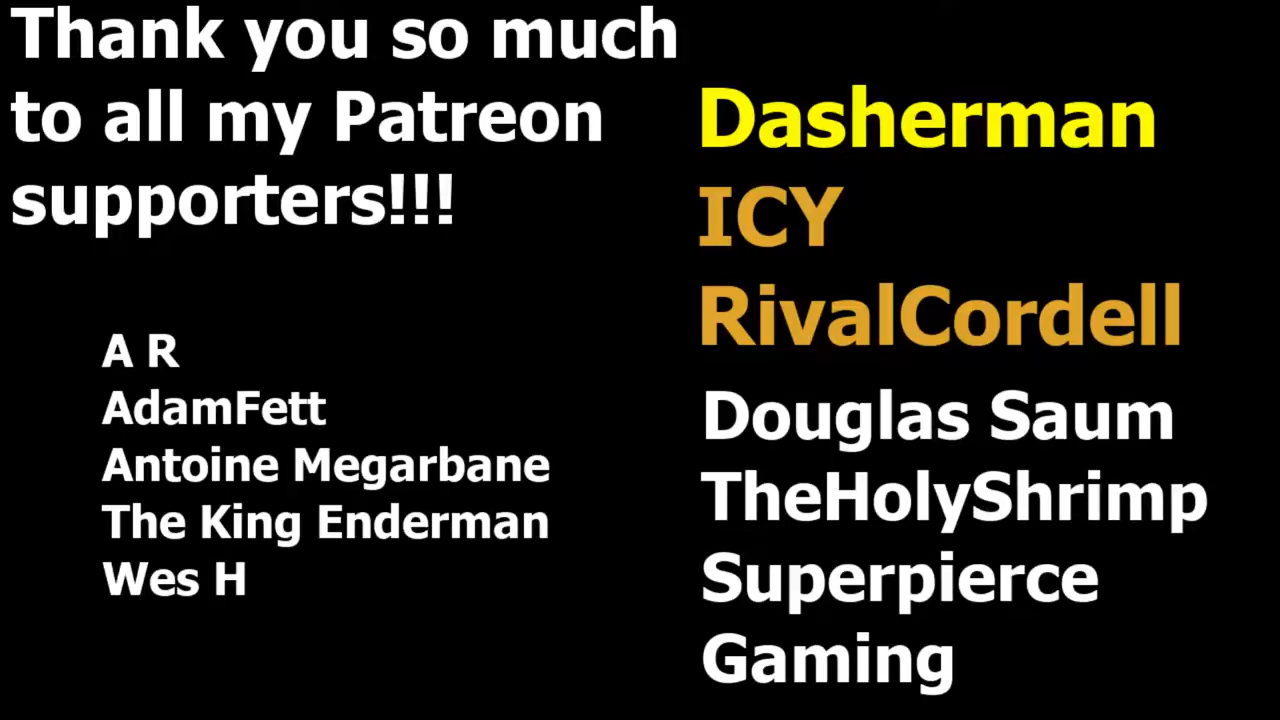 Thank you so much
to all my Patreon
supporters!!!
A R
AdamFett
Antoine Megarbane
The King Enderman
Wes H
Dasherman
ICY
RivalCordell
Douglas Saum
TheHolyShrimp
Superpierce
Gaming